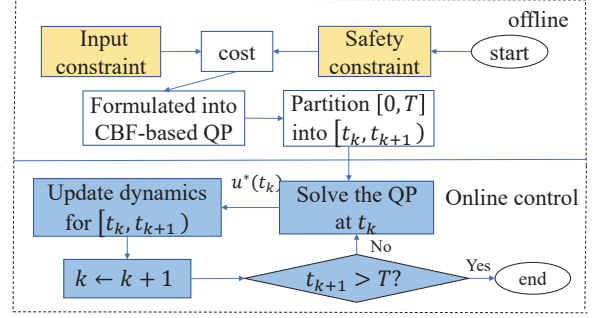 offline
Input
constraint
cost
Safety
constraint
start
Formulated into
CBF-based QP
Partition [0, T]
into [t_k, t_{k+1})
Update dynamics
for [t_k, t_{k+1})
u*(t_k)
Solve the QP
at t_k
Online control
No
k ← k + 1
t_{k+1} > T?
Yes
end